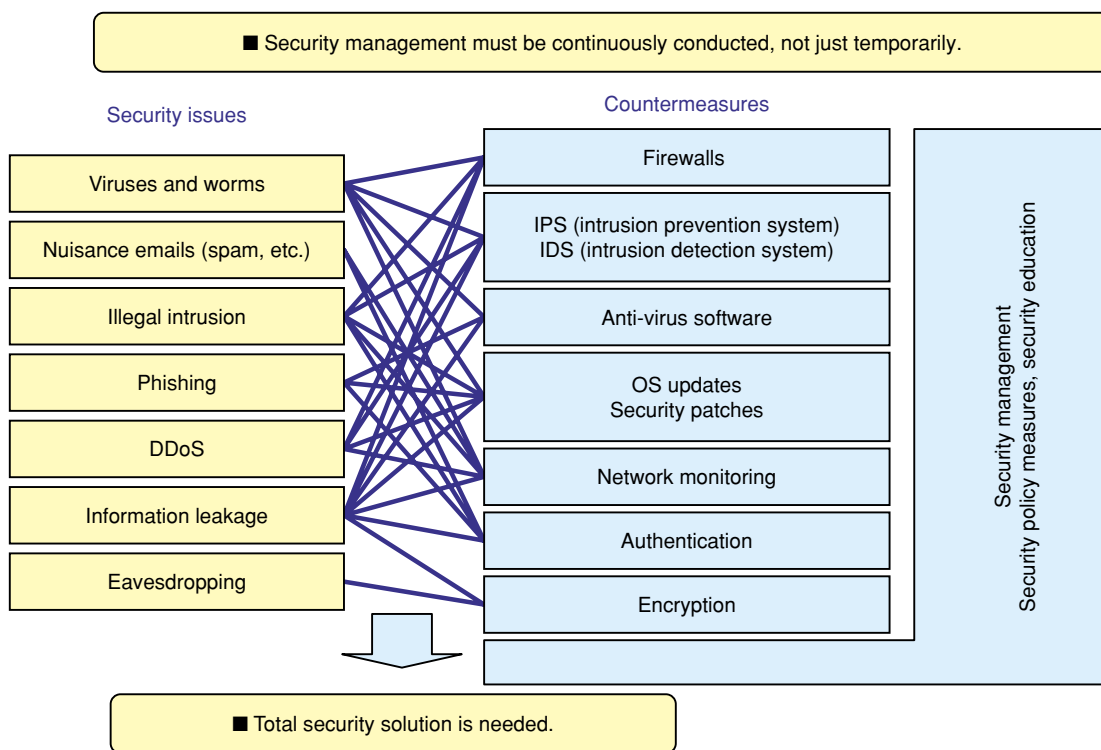 ■ Security management must be continuously conducted, not just temporarily.
Security issues
Countermeasures
Viruses and worms
Nuisance emails (spam, etc.)
Illegal intrusion
Phishing
DDoS
Information leakage
Eavesdropping
Firewalls
IPS (intrusion prevention system)
IDS (intrusion detection system)
Anti-virus software
OS updates
Security patches
Network monitoring
Authentication
Encryption
Security management
Security policy measures, security education
■ Total security solution is needed.